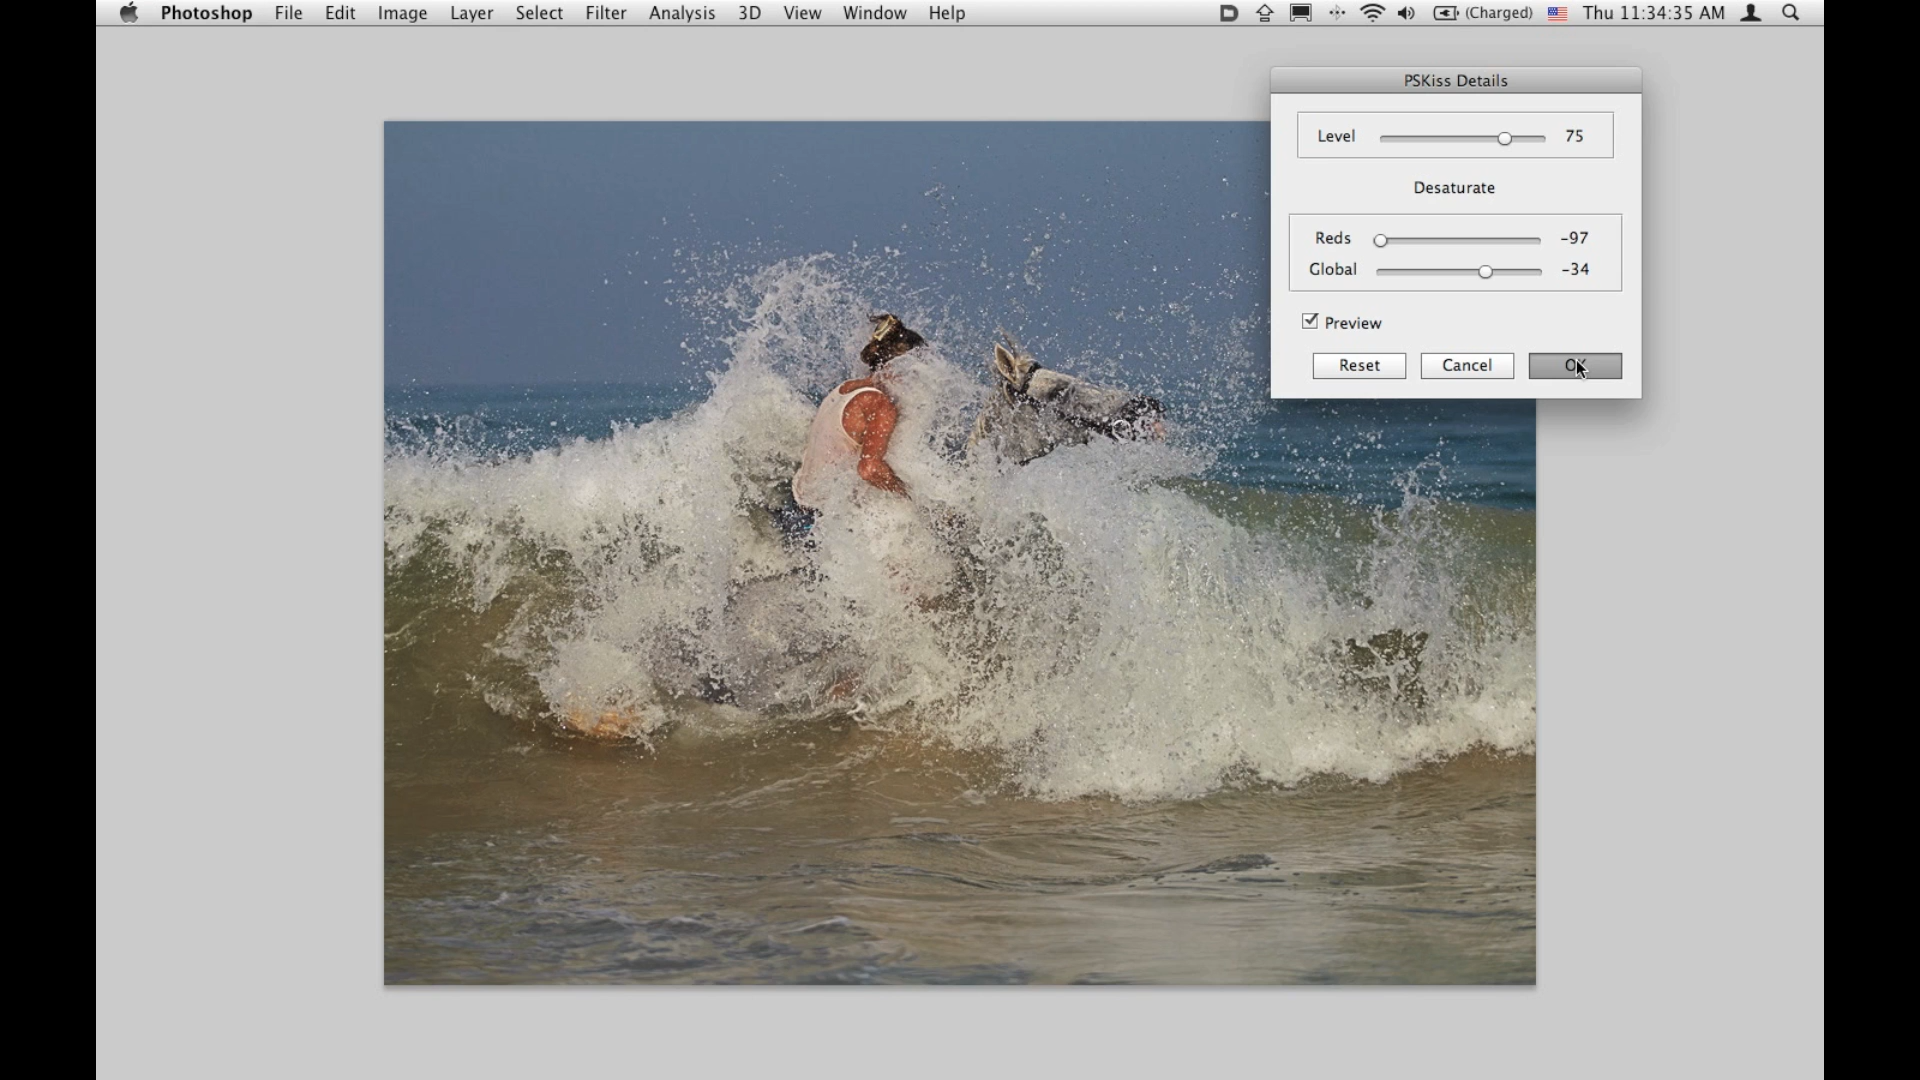 Photoshop File Edit Image Layer Select Filter Analysis 3D View Window Help (Charged) Thu 11:34:35 AM
PSKiss Details
Level 75
Desaturate
Reds -97
Global -34
Preview
Reset Cancel OK